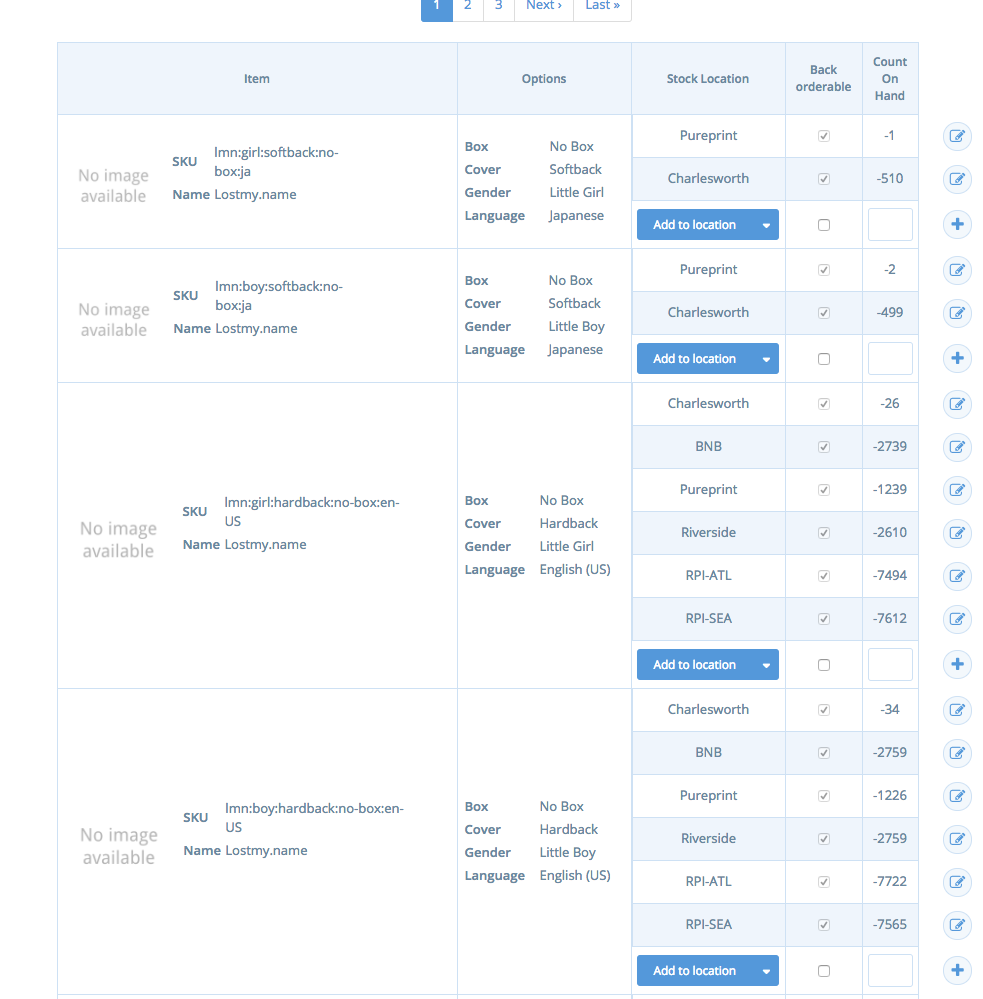 1 2 3 Next › Last »
Item Options Stock Location Back orderable Count On Hand
No image available
SKU lmn:girl:softback:no-box:ja
Name Lostmy.name
Box No Box
Cover Softback
Gender Little Girl
Language Japanese
Pureprint -1
Charlesworth -510
Add to location
No image available
SKU lmn:boy:softback:no-box:ja
Name Lostmy.name
Box No Box
Cover Softback
Gender Little Boy
Language Japanese
Pureprint -2
Charlesworth -499
Add to location
No image available
SKU lmn:girl:hardback:no-box:en-US
Name Lostmy.name
Box No Box
Cover Hardback
Gender Little Girl
Language English (US)
Charlesworth -26
BNB -2739
Pureprint -1239
Riverside -2610
RPI-ATL -7494
RPI-SEA -7612
Add to location
No image available
SKU lmn:boy:hardback:no-box:en-US
Name Lostmy.name
Box No Box
Cover Hardback
Gender Little Boy
Language English (US)
Charlesworth -34
BNB -2759
Pureprint -1226
Riverside -2759
RPI-ATL -7722
RPI-SEA -7565
Add to location